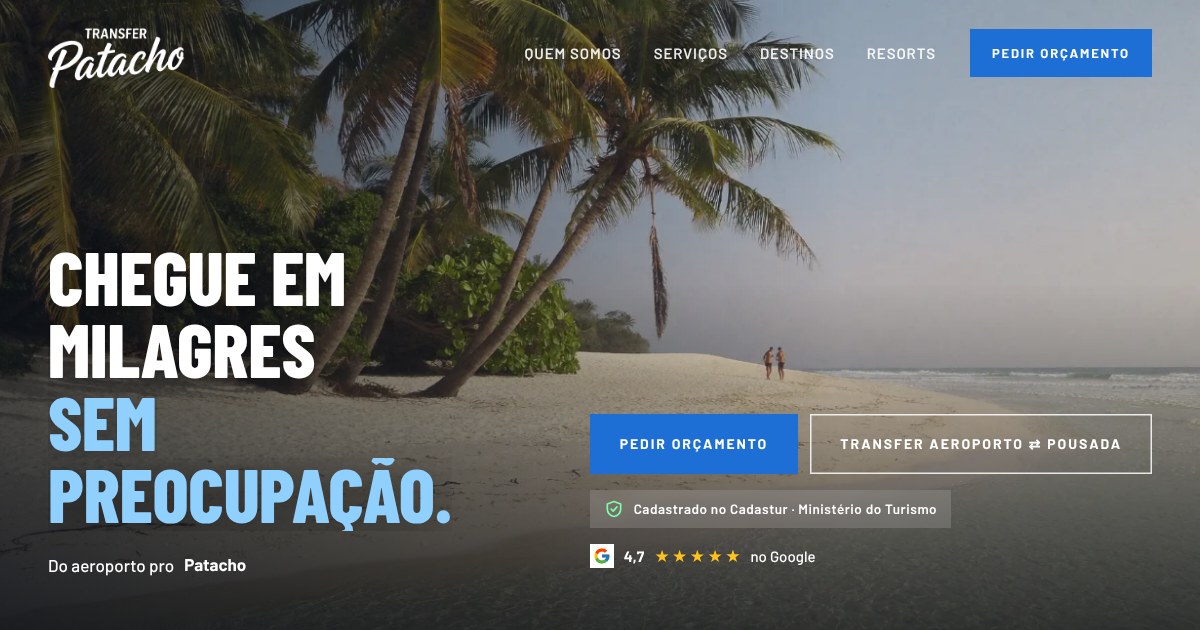 TRANSFER
Patacho
QUEM SOMOS
SERVIÇOS
DESTINOS
RESORTS
PEDIR ORÇAMENTO
CHEGUE EM
MILAGRES
SEM
PREOCUPAÇÃO.
Do aeroporto pro Patacho
PEDIR ORÇAMENTO
TRANSFER AEROPORTO ⇄ POUSADA
Cadastrado no Cadastur · Ministério do Turismo
G 4,7 ★★★★★ no Google